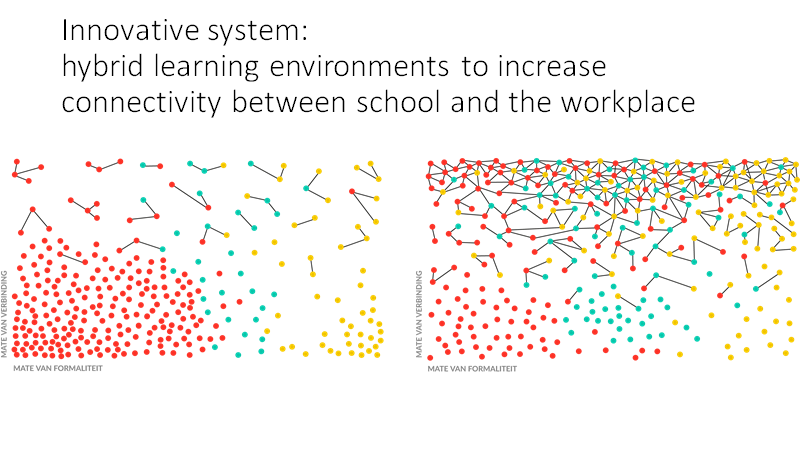 Innovative system:
hybrid learning environments to increase
connectivity between school and the workplace
MATE VAN VERBINDING
MATE VAN FORMALITEIT
MATE VAN VERBINDING
MATE VAN FORMALITEIT